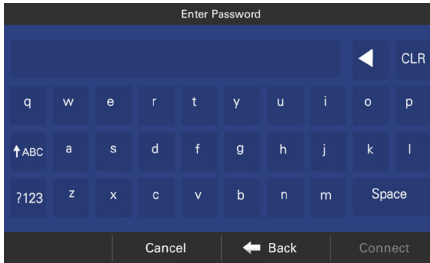 Enter Password
CLR
q w e r t y u i o p
ABC a s d f g h j k l
?123 z x c v b n m Space
Cancel Back Connect